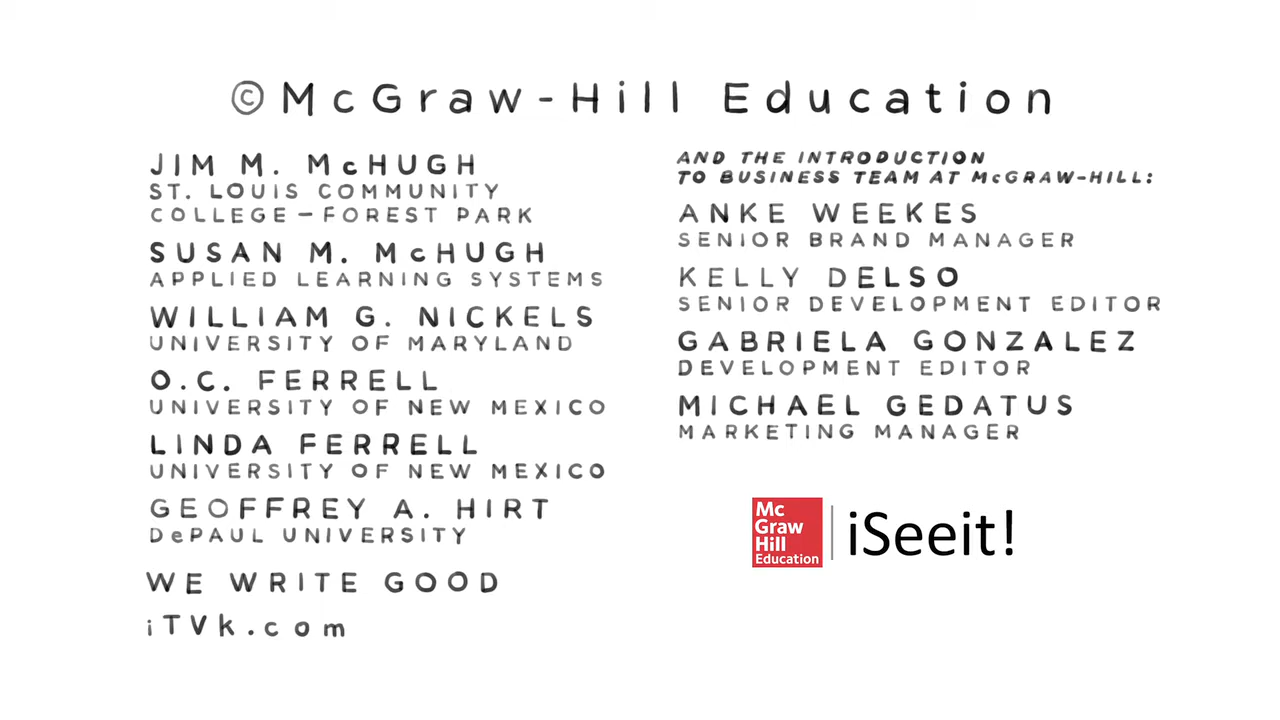 ©McGraw-Hill Education
JIM M. McHUGH
ST. LOUIS COMMUNITY
COLLEGE – FOREST PARK
SUSAN M. McHUGH
APPLIED LEARNING SYSTEMS
WILLIAM G. NICKELS
UNIVERSITY OF MARYLAND
O.C. FERRELL
UNIVERSITY OF NEW MEXICO
LINDA FERRELL
UNIVERSITY OF NEW MEXICO
GEOFFREY A. HIRT
DePAUL UNIVERSITY
WE WRITE GOOD
iTVk.com
AND THE INTRODUCTION
TO BUSINESS TEAM AT McGRAW-HILL:
ANKE WEEKES
SENIOR BRAND MANAGER
KELLY DELSO
SENIOR DEVELOPMENT EDITOR
GABRIELA GONZALEZ
DEVELOPMENT EDITOR
MICHAEL GEDATUS
MARKETING MANAGER
Mc
Graw
Hill
Education
iSeeit!